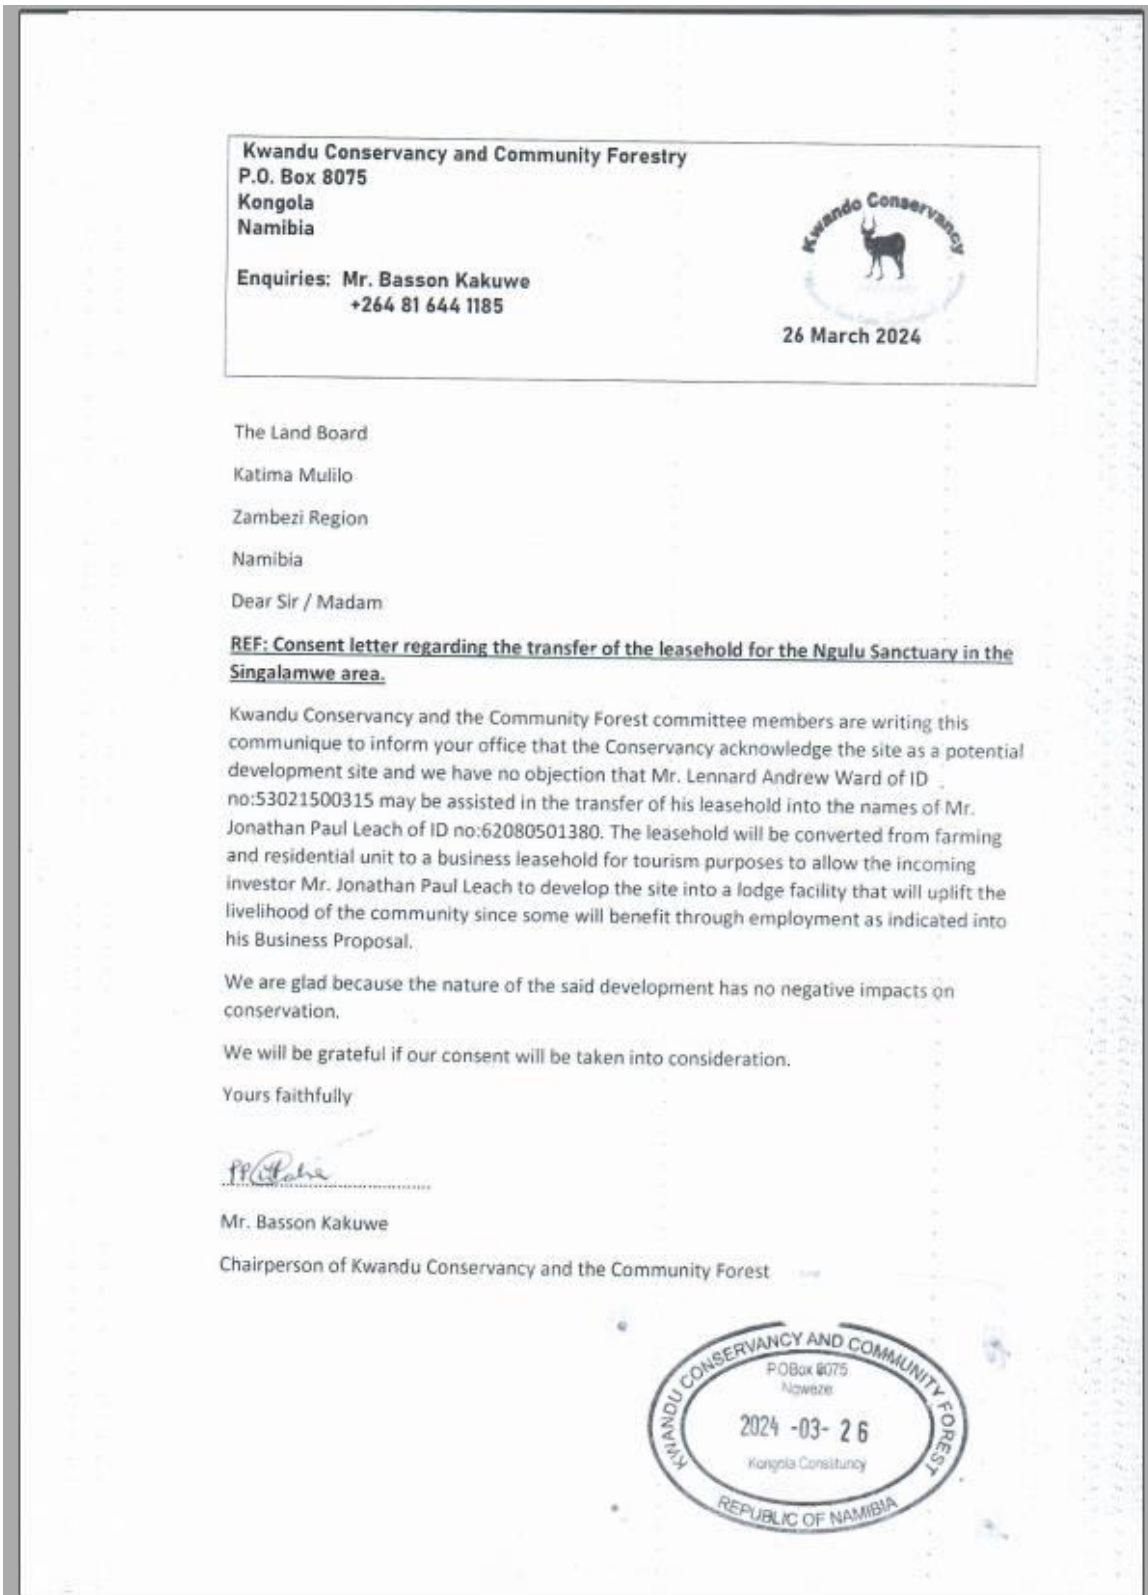 Kwandu Conservancy and Community Forestry
P.O. Box 8075
Kongola
Namibia
Enquiries: Mr. Basson Kakuwe
+264 81 644 1185
Kwando Conservancy
26 March 2024
The Land Board
Katima Mulilo
Zambezi Region
Namibia
Dear Sir / Madam
REF: Consent letter regarding the transfer of the leasehold for the Ngulu Sanctuary in the
Singalamwe area.
Kwandu Conservancy and the Community Forest committee members are writing this
communique to inform your office that the Conservancy acknowledge the site as a potential
development site and we have no objection that Mr. Lennard Andrew Ward of ID
no:53021500315 may be assisted in the transfer of his leasehold into the names of Mr.
Jonathan Paul Leach of ID no:62080501380. The leasehold will be converted from farming
and residential unit to a business leasehold for tourism purposes to allow the incoming
investor Mr. Jonathan Paul Leach to develop the site into a lodge facility that will uplift the
livelihood of the community since some will benefit through employment as indicated into
his Business Proposal.
We are glad because the nature of the said development has no negative impacts on
conservation.
We will be grateful if our consent will be taken into consideration.
Yours faithfully
Mr. Basson Kakuwe
Chairperson of Kwandu Conservancy and the Community Forest
KWANDU CONSERVANCY AND COMMUNITY FOREST
P.O Box 8075
Ngweze
2024 -03- 26
Kongola Constituncy
REPUBLIC OF NAMIBIA